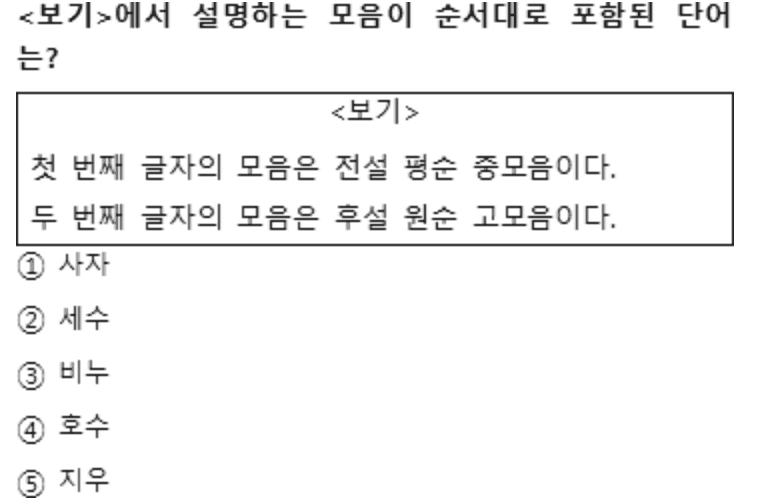 <보기>에서 설명하는 모음이 순서대로 포함된 단어
는?
<보기>
첫 번째 글자의 모음은 전설 평순 중모음이다.
두 번째 글자의 모음은 후설 원순 고모음이다.
① 사자
② 세수
③ 비누
④ 호수
⑤ 지우